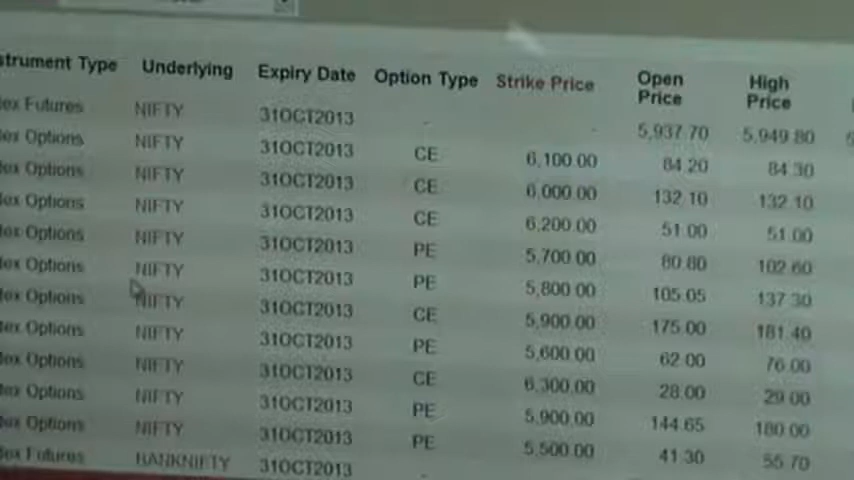 strument Type Underlying Expiry Date Option Type Strike Price Open Price High Price
dex Futures NIFTY 31OCT2013 - - 5,937.70 5,949.80
dex Options NIFTY 31OCT2013 CE 6,100.00 84.20 84.30
dex Options NIFTY 31OCT2013 CE 6,000.00 132.10 132.10
dex Options NIFTY 31OCT2013 CE 6,200.00 51.00 51.00
dex Options NIFTY 31OCT2013 PE 5,700.00 80.80 102.60
dex Options NIFTY 31OCT2013 PE 5,800.00 105.05 137.30
dex Options NIFTY 31OCT2013 CE 5,900.00 175.00 181.40
dex Options NIFTY 31OCT2013 PE 5,600.00 62.00 76.00
dex Options NIFTY 31OCT2013 CE 6,300.00 28.00 29.00
dex Options NIFTY 31OCT2013 PE 5,900.00 144.65 180.00
dex Options NIFTY 31OCT2013 PE 5,500.00 41.30 55.70
dex Futures BANKNIFTY 31OCT2013 -